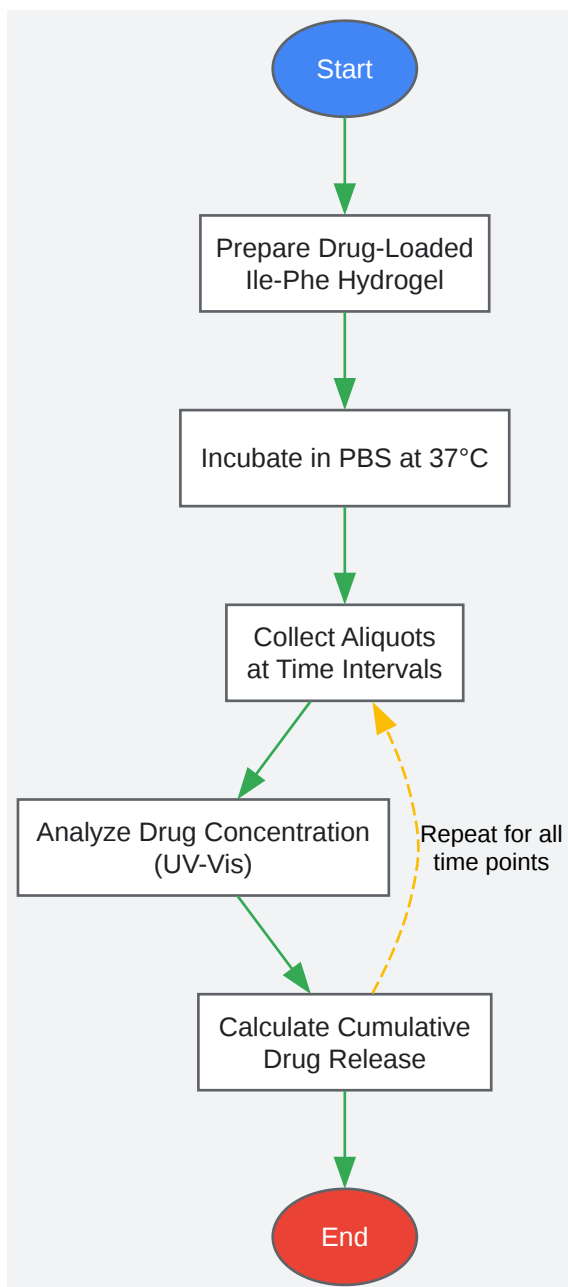 Start
Prepare Drug-Loaded
Ile-Phe Hydrogel
Incubate in PBS at 37°C
Collect Aliquots
at Time Intervals
Analyze Drug Concentration
(UV-Vis)
Repeat for all
time points
Calculate Cumulative
Drug Release
End